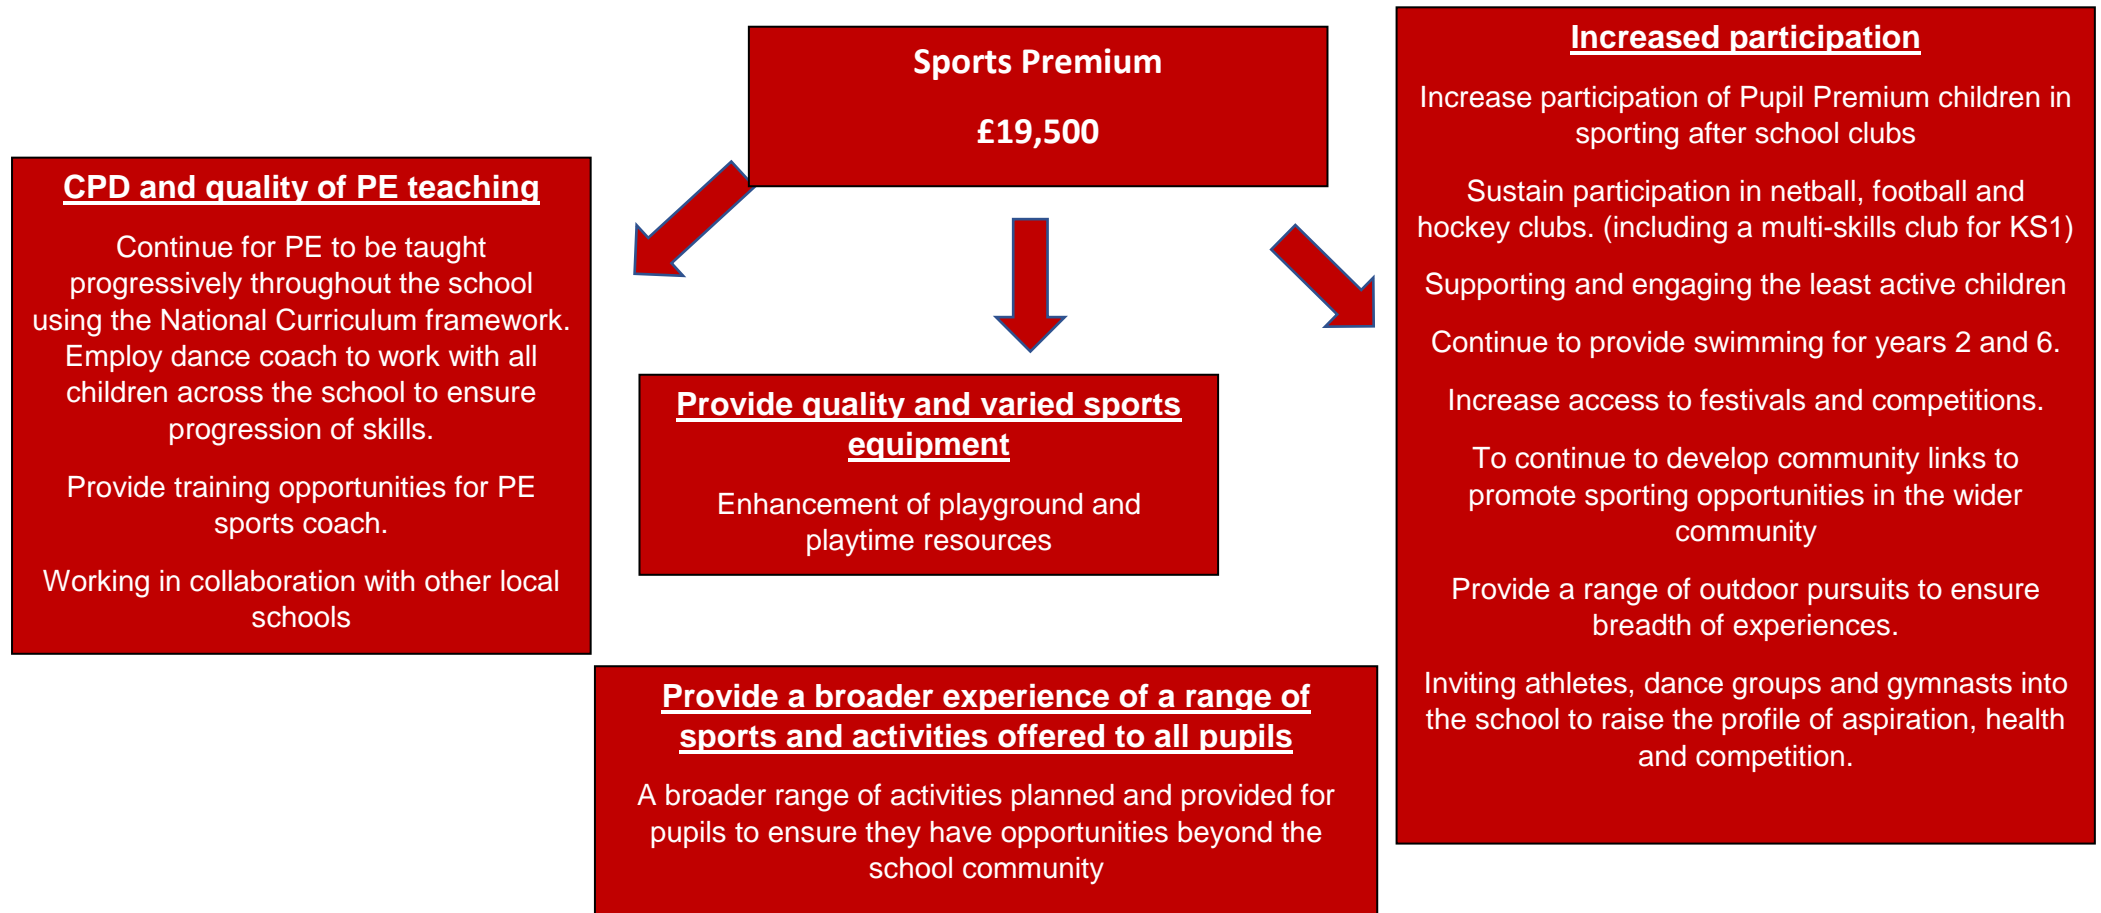 Sports Premium
£19,500
CPD and quality of PE teaching
Continue for PE to be taught
progressively throughout the school
using the National Curriculum framework.
Employ dance coach to work with all
children across the school to ensure
progression of skills.
Provide training opportunities for PE
sports coach.
Working in collaboration with other local
schools
Provide quality and varied sports
equipment
Enhancement of playground and
playtime resources
Provide a broader experience of a range of
sports and activities offered to all pupils
A broader range of activities planned and provided for
pupils to ensure they have opportunities beyond the
school community
Increased participation
Increase participation of Pupil Premium children in
sporting after school clubs
Sustain participation in netball, football and
hockey clubs. (including a multi-skills club for KS1)
Supporting and engaging the least active children
Continue to provide swimming for years 2 and 6.
Increase access to festivals and competitions.
To continue to develop community links to
promote sporting opportunities in the wider
community
Provide a range of outdoor pursuits to ensure
breadth of experiences.
Inviting athletes, dance groups and gymnasts into
the school to raise the profile of aspiration, health
and competition.